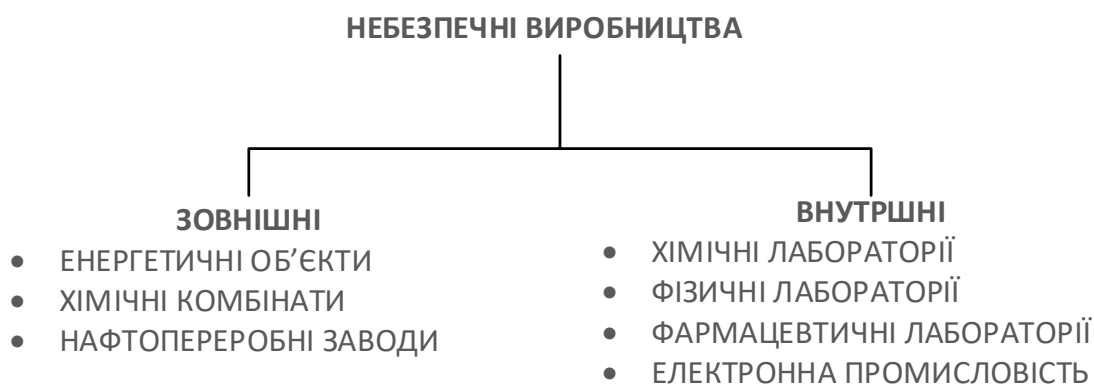 НЕБЕЗПЕЧНІ ВИРОБНИЦТВА
ЗОВНІШНІ
• ЕНЕРГЕТИЧНІ ОБ’ЄКТИ
• ХІМІЧНІ КОМБІНАТИ
• НАФТОПЕРЕРОБНІ ЗАВОДИ
ВНУТРШНІ
• ХІМІЧНІ ЛАБОРАТОРІЇ
• ФІЗИЧНІ ЛАБОРАТОРІЇ
• ФАРМАЦЕВТИЧНІ ЛАБОРАТОРІЇ
• ЕЛЕКТРОННА ПРОМИСЛОВІСТЬ